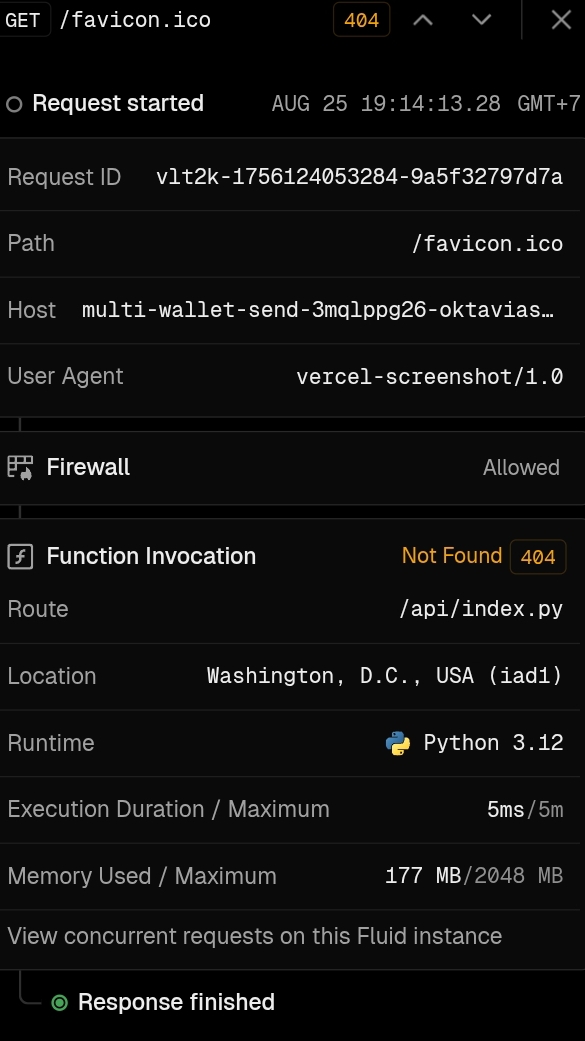 GET /favicon.ico 404
Request started AUG 25 19:14:13.28 GMT+7
Request ID vlt2k-1756124053284-9a5f32797d7a
Path /favicon.ico
Host multi-wallet-send-3mqlppg26-oktavias…
User Agent vercel-screenshot/1.0
Firewall Allowed
Function Invocation Not Found 404
Route /api/index.py
Location Washington, D.C., USA (iad1)
Runtime Python 3.12
Execution Duration / Maximum 5ms/5m
Memory Used / Maximum 177 MB/2048 MB
View concurrent requests on this Fluid instance
Response finished